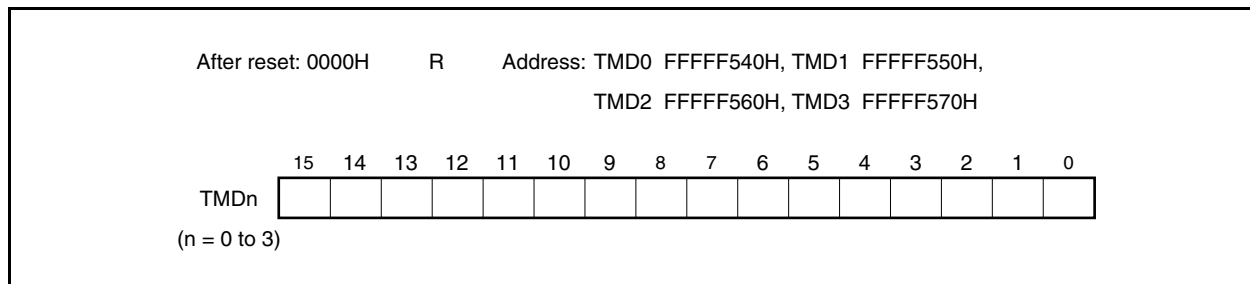 After reset: 0000H R Address: TMD0 FFFFF540H, TMD1 FFFFF550H,
TMD2 FFFFF560H, TMD3 FFFFF570H
15 14 13 12 11 10 9 8 7 6 5 4 3 2 1 0
TMDn
(n = 0 to 3)